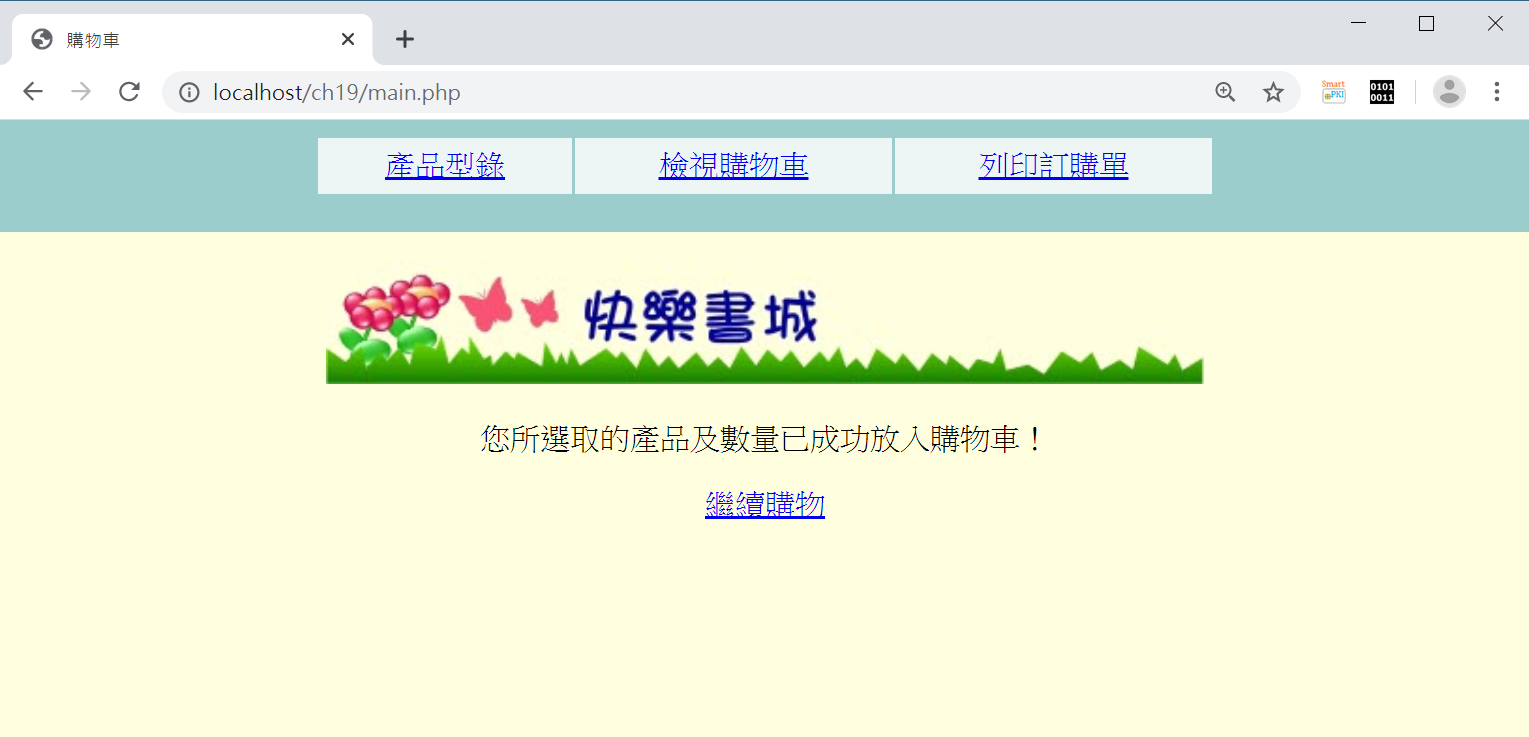 購物車
localhost/ch19/main.php
Smart
PKI
0101
0011
產品型錄 檢視購物車 列印訂購單
快樂書城
您所選取的產品及數量已成功放入購物車！
繼續購物